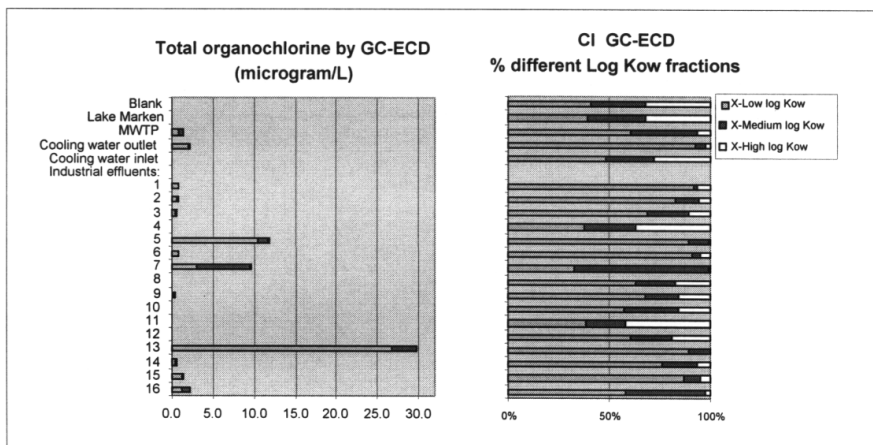 Total organochlorine by GC-ECD
(microgram/L)
Blank
Lake Marken
MWTP
Cooling water outlet
Cooling water inlet
Industrial effluents:
1
2
3
4
5
6
7
8
9
10
11
12
13
14
15
16
0.0 5.0 10.0 15.0 20.0 25.0 30.0
Cl GC-ECD
% different Log Kow fractions
0% 50% 100%
X-Low log Kow
X-Medium log Kow
X-High log Kow